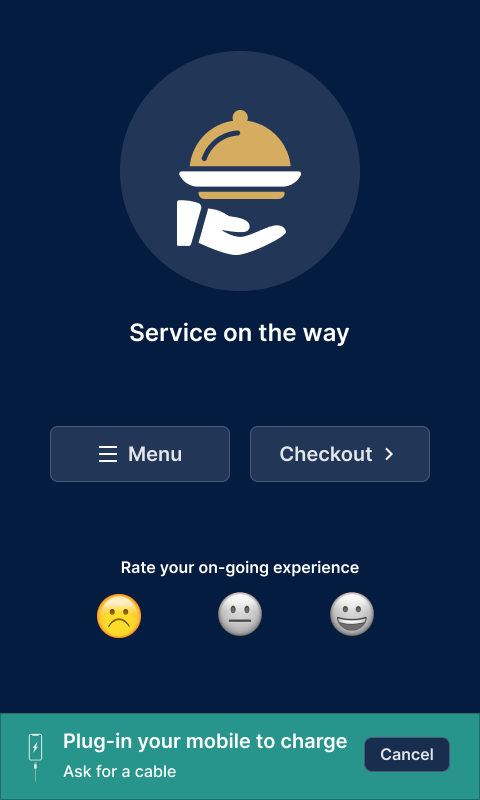 Service on the way
Menu
Checkout
Rate your on-going experience
Plug-in your mobile to charge
Ask for a cable
Cancel